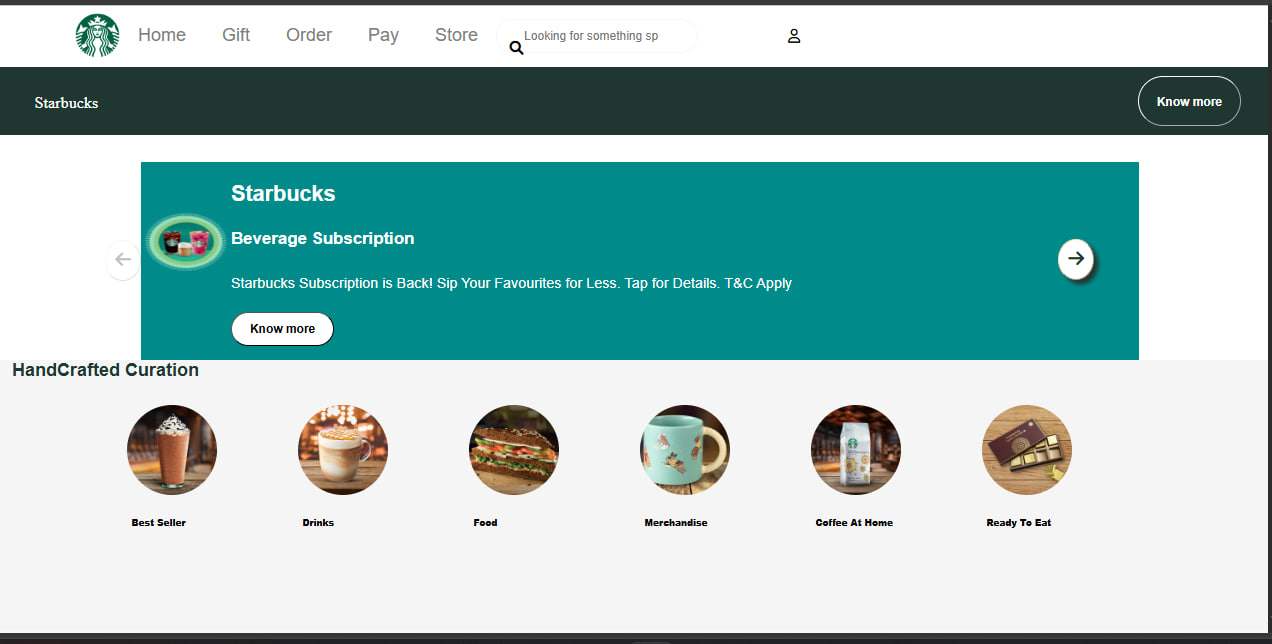 Home Gift Order Pay Store Looking for something sp
Starbucks Know more
Starbucks
Beverage Subscription
Starbucks Subscription is Back! Sip Your Favourites for Less. Tap for Details. T&C Apply
Know more
HandCrafted Curation
Best Seller Drinks Food Merchandise Coffee At Home Ready To Eat